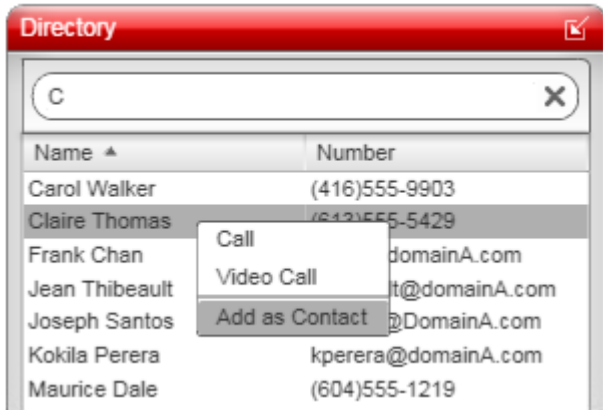 Directory
C
Name Number
Carol Walker (416)555-9903
Claire Thomas (613)555-5429
Call
Frank Chan domainA.com
Video Call
Jean Thibeault lt@domainA.com
Add as Contact
Joseph Santos @DomainA.com
Kokila Perera kperera@domainA.com
Maurice Dale (604)555-1219